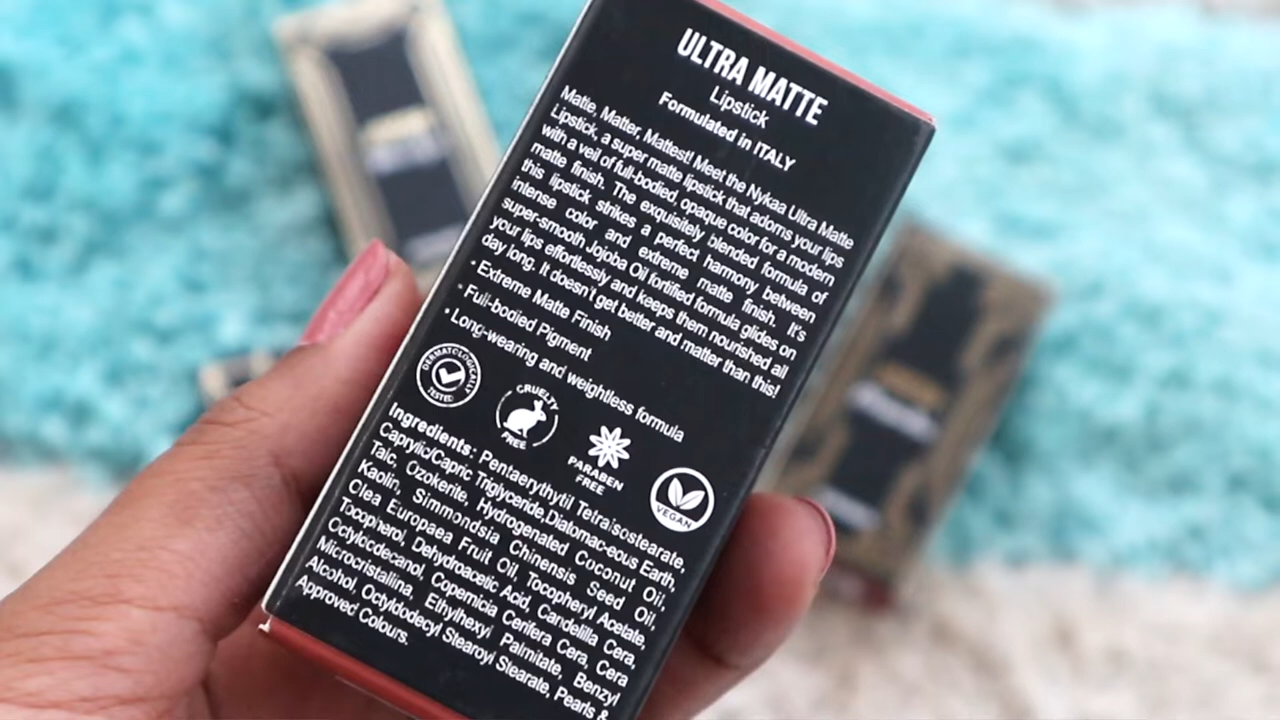 ULTRA MATTE
Lipstick
Formulated in ITALY
Matte, Matter, Mattest! Meet the Nykaa Ultra Matte
Lipstick, a super matte lipstick that adorns your lips
with a veil of full-bodied, opaque color for a modern
matte finish. The exquisitely blended formula of
this lipstick strikes a perfect harmony between
intense color and extreme matte finish. It's
super-smooth Jojoba Oil fortified formula glides on
your lips effortlessly and keeps them nourished all
day long. It doesn't get better and matter than this!
• Extreme Matte Finish
• Full-bodied Pigment
• Long-wearing and weightless formula
DERMATOLOGICALLY
TESTED
CRUELTY
FREE
PARABEN
FREE
VEGAN
Ingredients: Pentaerythytil Tetraisostearate,
Caprylic/Capric Triglyceride,Diatomac-eous Earth,
Talc, Ozokerite, Hydrogenated Coconut Oil,
Kaolin, Simmondsia Chinensis Seed Oil,
Olea Europaea Fruit Oil, Tocopheryl Acetate,
Tocopherol, Dehydroacetic Acid, Candelilla Cera,
Octyldodecanol, Copernicia Cerifera Cera, Cera
Microcristallina, Ethylhexyl Palmitate, Benzyl
Alcohol, Octyldodecyl Stearoyl Stearate, Pearls &
Approved Colours.